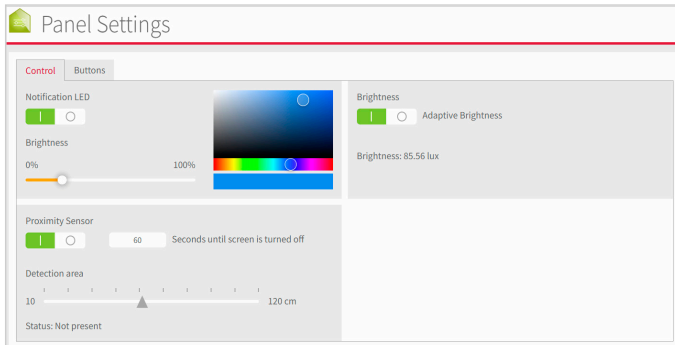 Panel Settings
Control Buttons
Notification LED
Brightness
0% 100%
Brightness
Adaptive Brightness
Brightness: 85.56 lux
Proximity Sensor
60 Seconds until screen is turned off
Detection area
10 120 cm
Status: Not present